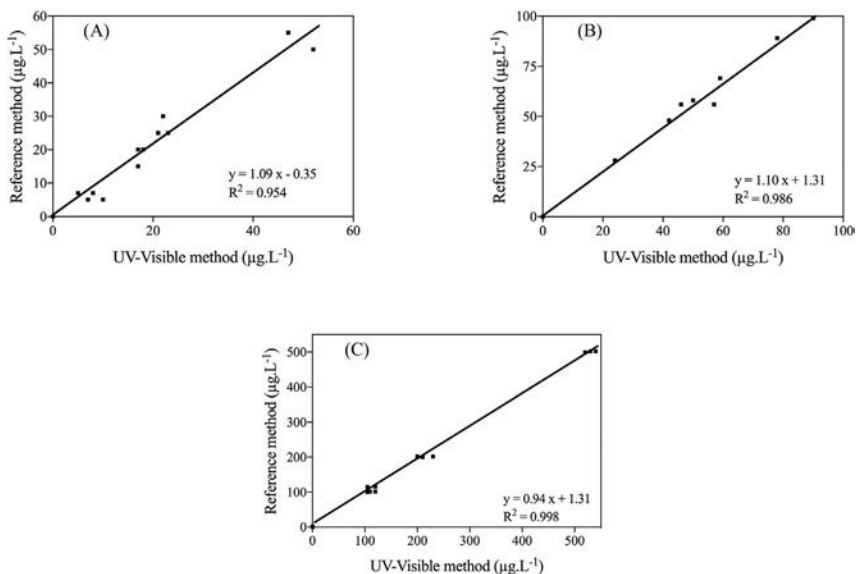 (A)
Reference method (µg.L-1)
60
50
40
30
20
10
0
y = 1.09 x - 0.35
R2 = 0.954
0
20
40
60
UV-Visible method (µg.L-1)
(B)
Reference method (µg.L-1)
100
75
50
25
0
y = 1.10 x + 1.31
R2 = 0.986
0
20
40
60
80
100
UV-Visible method (µg.L-1)
(C)
Reference method (µg.L-1)
500
400
300
200
100
0
y = 0.94 x + 1.31
R2 = 0.998
0
100
200
300
400
500
UV-Visible method (µg.L-1)